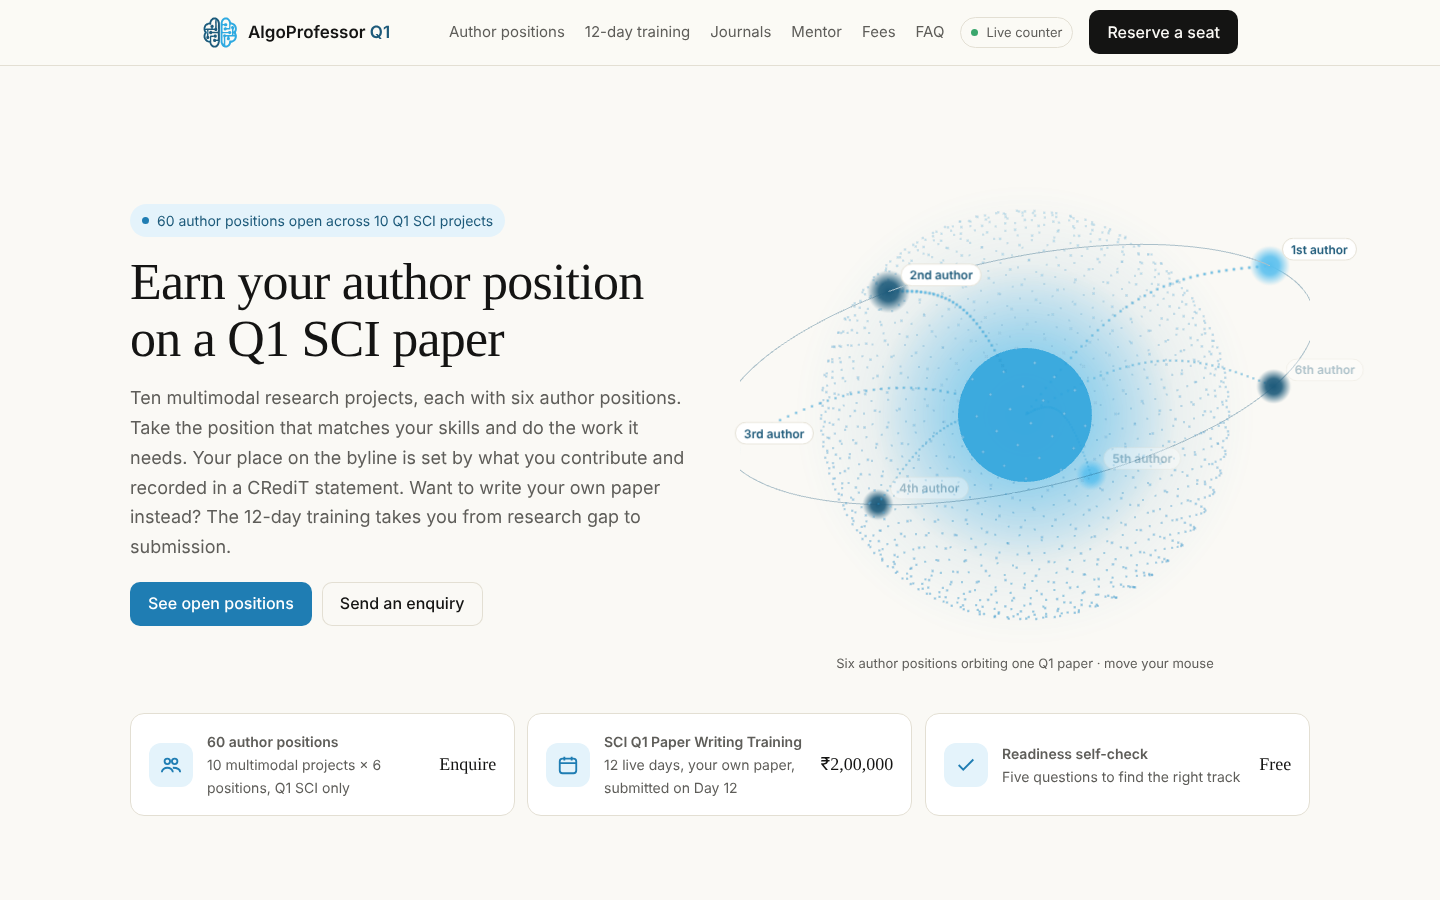 AlgoProfessor Q1
Author positions
12-day training
Journals
Mentor
Fees
FAQ
Live counter
Reserve a seat
60 author positions open across 10 Q1 SCI projects
Earn your author position
on a Q1 SCI paper
Ten multimodal research projects, each with six author positions.
Take the position that matches your skills and do the work it
needs. Your place on the byline is set by what you contribute and
recorded in a CRediT statement. Want to write your own paper
instead? The 12-day training takes you from research gap to
submission.
See open positions
Send an enquiry
1st author
2nd author
6th author
3rd author
5th author
4th author
Six author positions orbiting one Q1 paper · move your mouse
60 author positions
10 multimodal projects × 6
positions, Q1 SCI only
Enquire
SCI Q1 Paper Writing Training
12 live days, your own paper,
submitted on Day 12
₹2,00,000
Readiness self-check
Five questions to find the right track
Free